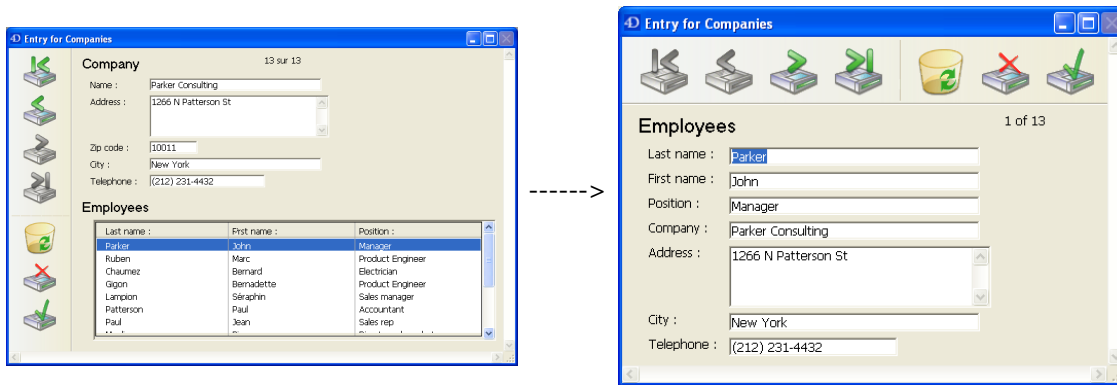 4D Entry for Companies
Company 13 sur 13
Name : Parker Consulting
Address : 1266 N Patterson St
Zip code : 10011
City : New York
Telephone : (212) 231-4432
Employees
Last name : First name : Position :
Parker John Manager
Ruben Marc Product Engineer
Chaumez Bernard Electrician
Gigon Bernadette Product Engineer
Lampion Séraphin Sales manager
Patterson Paul Accountant
Paul Jean Sales rep
------>
4D Entry for Companies
Employees 1 of 13
Last name : Parker
First name : John
Position : Manager
Company : Parker Consulting
Address : 1266 N Patterson St
City : New York
Telephone : (212) 231-4432